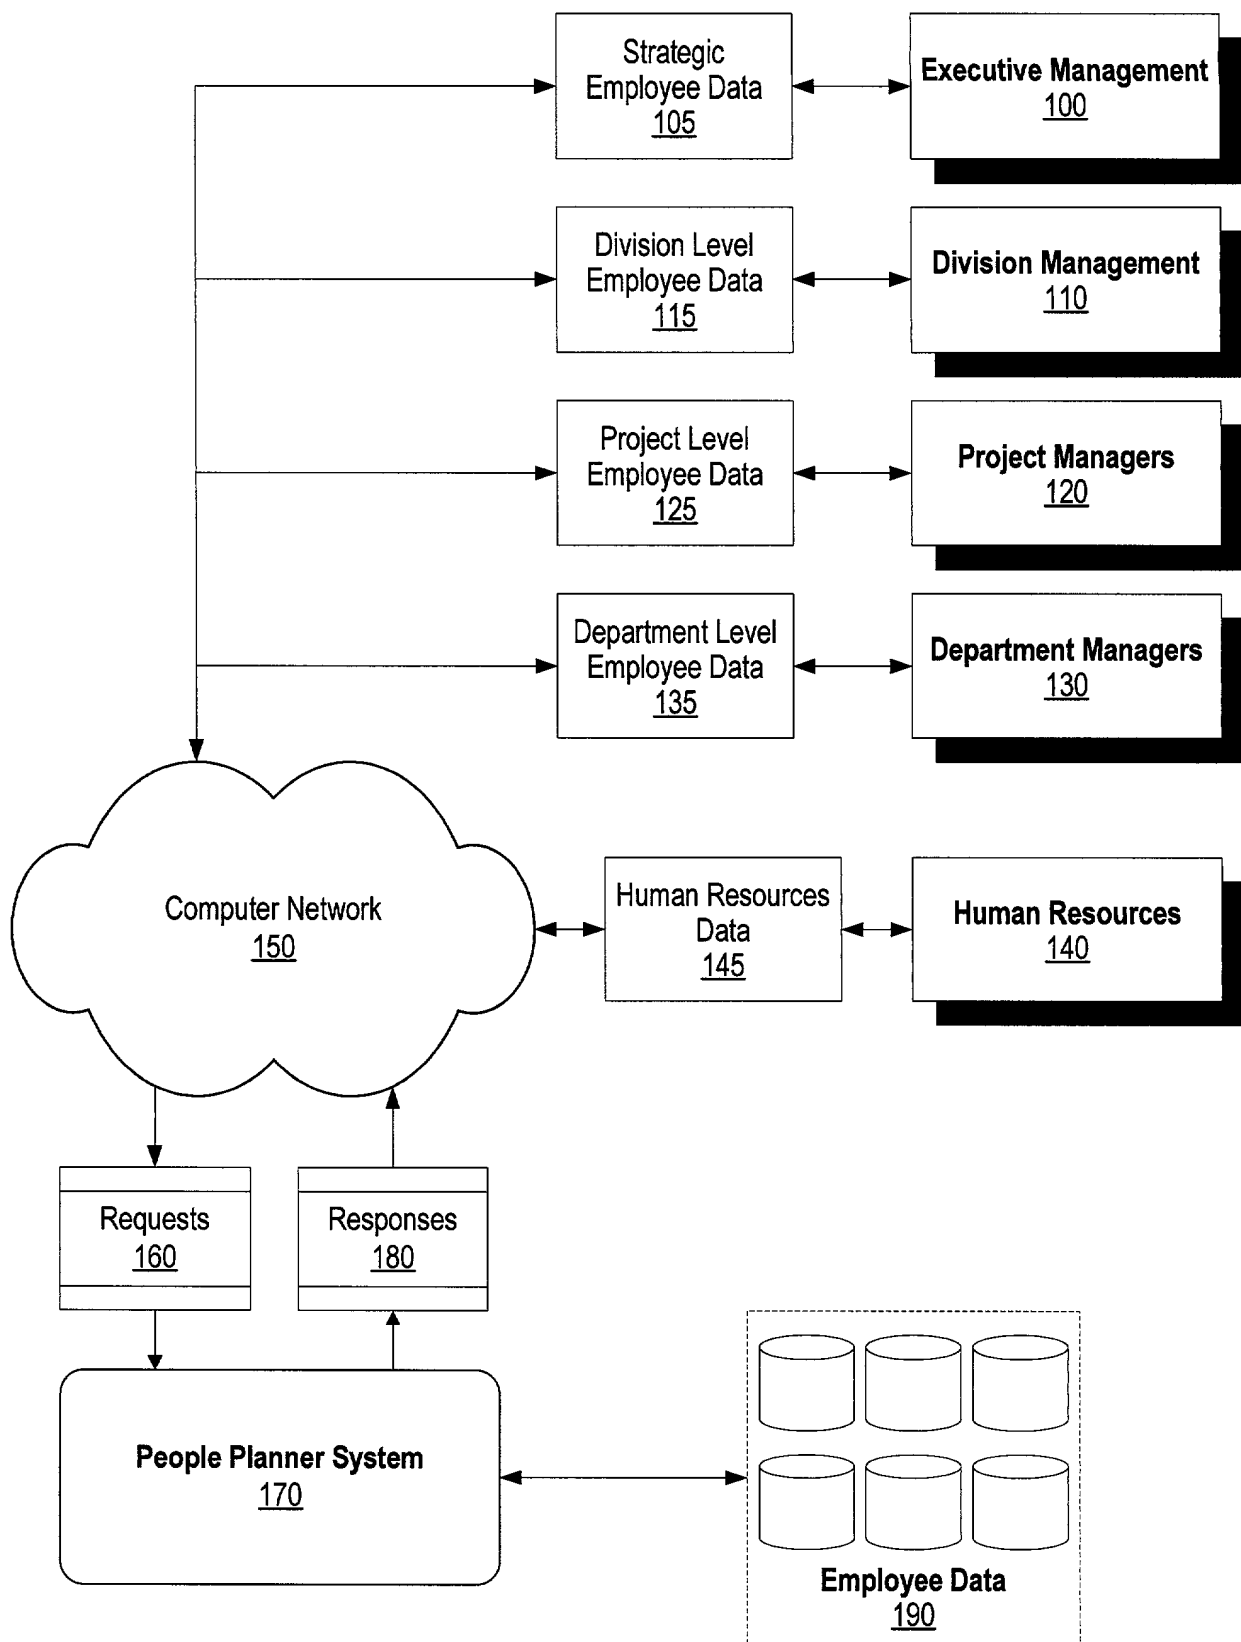 Strategic
Employee Data
105
Executive Management
100
Division Level
Employee Data
115
Division Management
110
Project Level
Employee Data
125
Project Managers
120
Department Level
Employee Data
135
Department Managers
130
Computer Network
150
Human Resources
Data
145
Human Resources
140
Requests
160
Responses
180
People Planner System
170
Employee Data
190